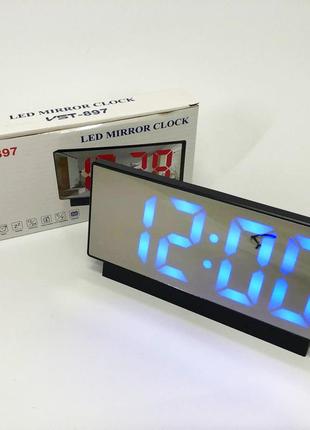 LED MIRROR CLOCK
VST-897
LED MIRROR CLOCK
897
12:00